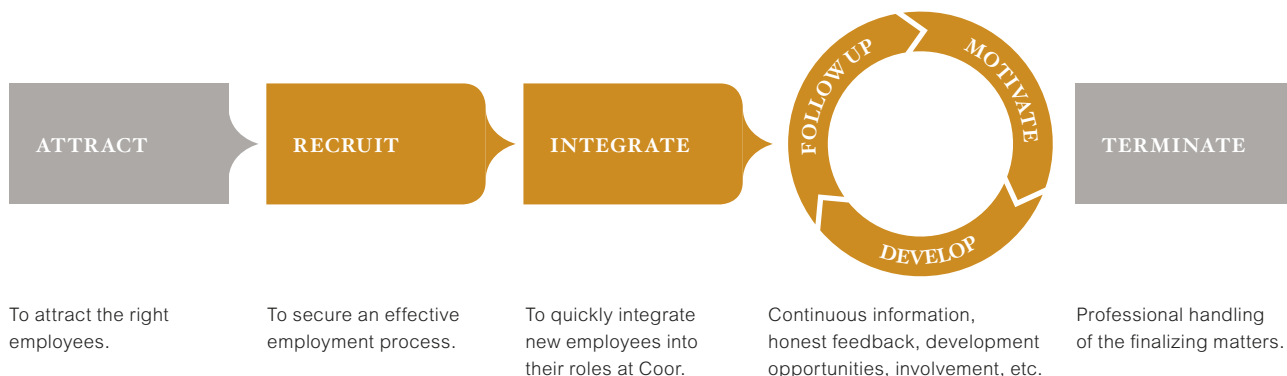 ATTRACT
RECRUIT
INTEGRATE
FOLLOW UP
MOTIVATE
DEVELOP
TERMINATE
To attract the right
employees.
To secure an effective
employment process.
To quickly integrate
new employees into
their roles at Coor.
Continuous information,
honest feedback, development
opportunities, involvement, etc.
Professional handling
of the finalizing matters.